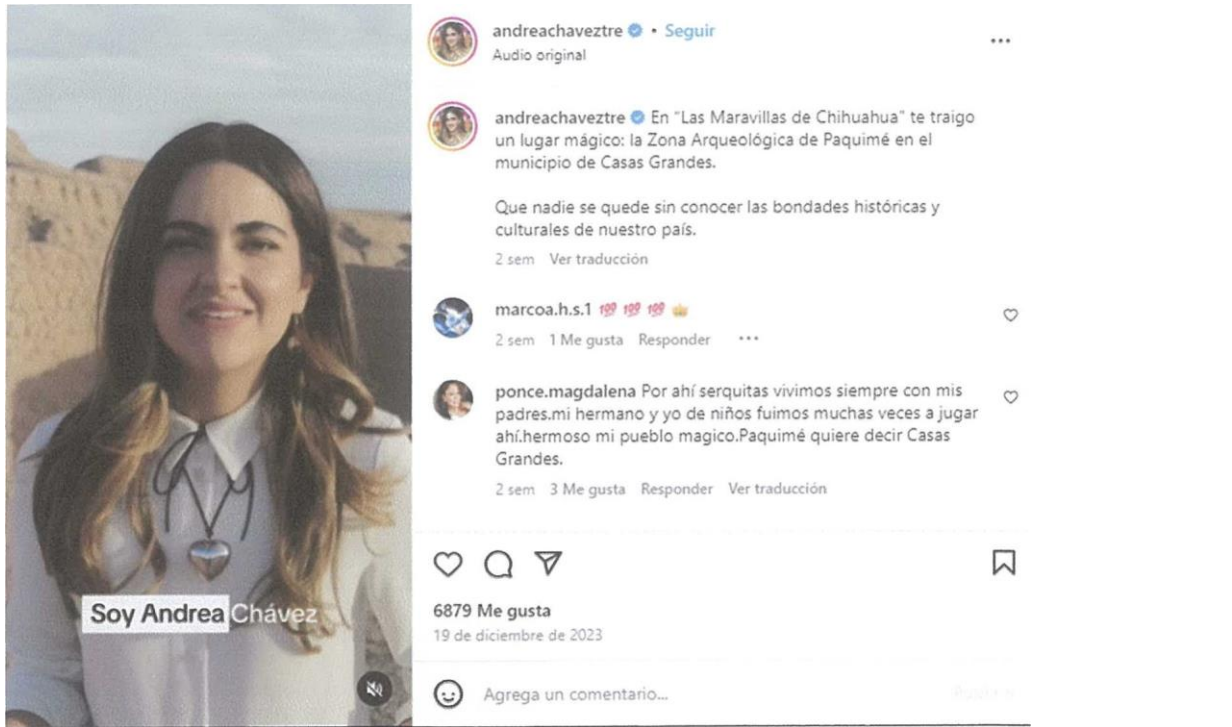 andreachaveztre • Seguir
Audio original
andreachaveztre En "Las Maravillas de Chihuahua" te traigo
un lugar mágico: la Zona Arqueológica de Paquimé en el
municipio de Casas Grandes.
Que nadie se quede sin conocer las bondades históricas y
culturales de nuestro país.
2 sem Ver traducción
marcoa.h.s.1 💯 💯 💯 👑
2 sem 1 Me gusta Responder
ponce.magdalena Por ahí serquitas vivimos siempre con mis
padres.mi hermano y yo de niños fuimos muchas veces a jugar
ahí.hermoso mi pueblo magico.Paquimé quiere decir Casas
Grandes.
2 sem 3 Me gusta Responder Ver traducción
Soy Andrea Chávez
6879 Me gusta
19 de diciembre de 2023
Agrega un comentario...